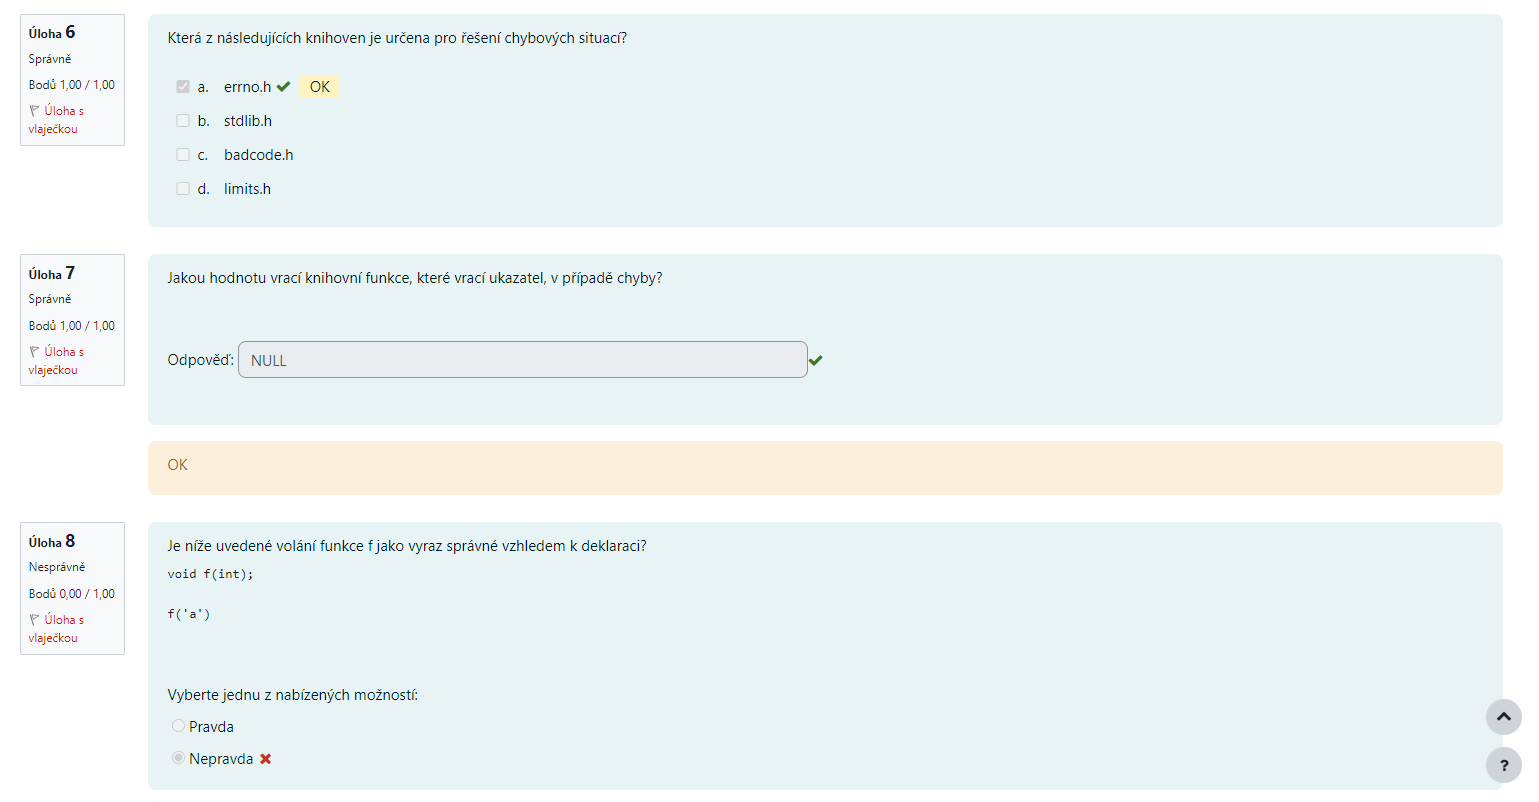 Úloha 6
Správně
Bodů 1,00 / 1,00
Úloha s
vlaječkou
Která z následujících knihoven je určena pro řešení chybových situací?
a. errno.h OK
b. stdlib.h
c. badcode.h
d. limits.h
Úloha 7
Správně
Bodů 1,00 / 1,00
Úloha s
vlaječkou
Jakou hodnotu vrací knihovní funkce, které vrací ukazatel, v případě chyby?
Odpověď: NULL
OK
Úloha 8
Nesprávně
Bodů 0,00 / 1,00
Úloha s
vlaječkou
Je níže uvedené volání funkce f jako vyraz správné vzhledem k deklaraci?
void f(int);
f('a')
Vyberte jednu z nabízených možností:
Pravda
Nepravda
?